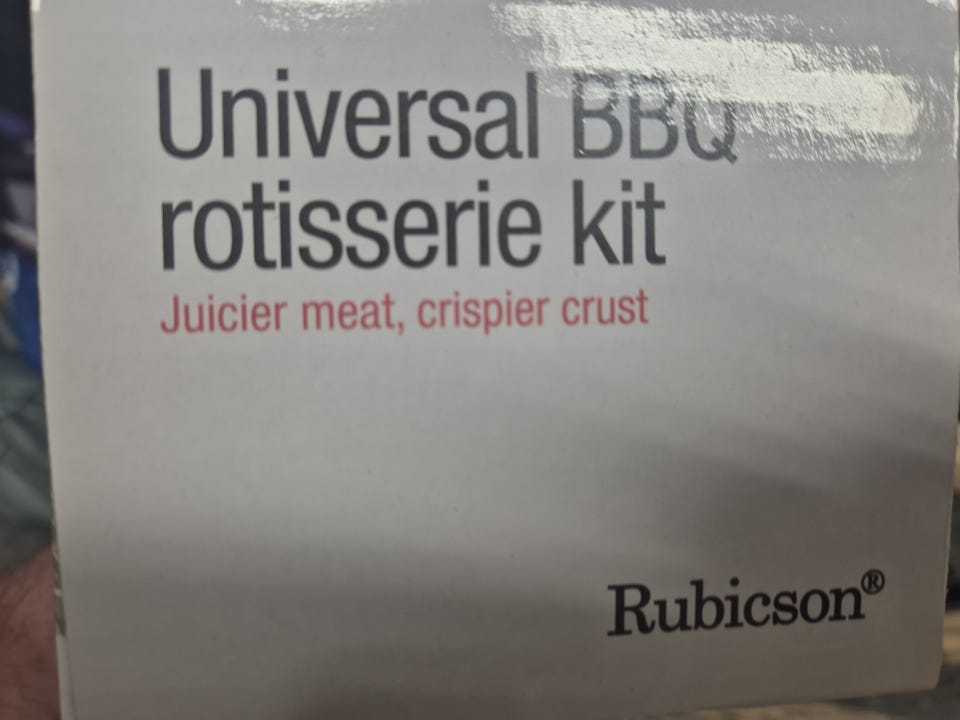 Universal BBQ
rotisserie kit
Juicier meat, crispier crust
Rubicson®